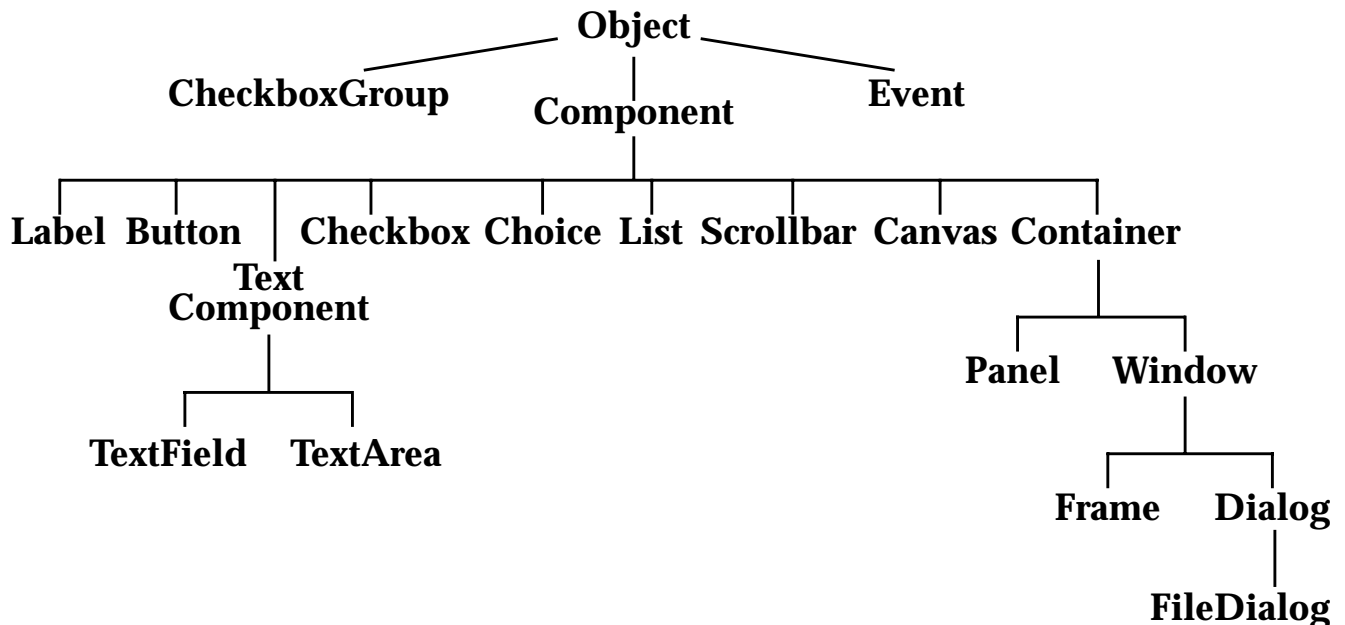 Object
CheckboxGroup
Component
Event
Label Button Checkbox Choice List Scrollbar Canvas Container
Text
Component
Panel Window
TextField TextArea
Frame Dialog
FileDialog